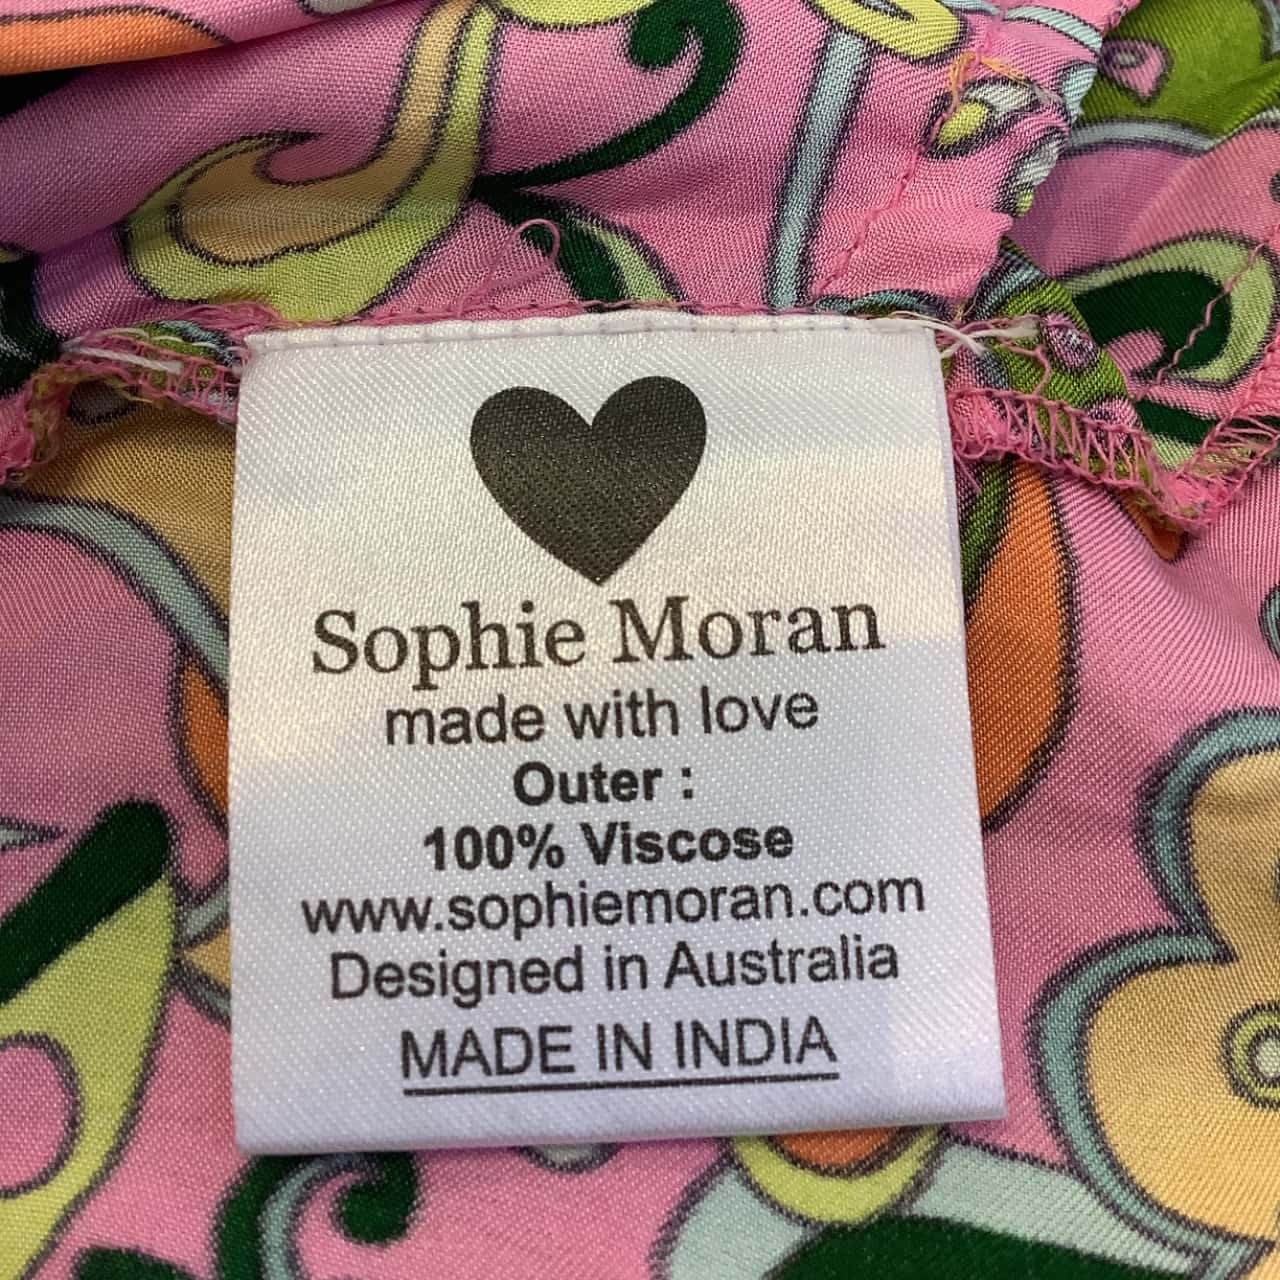 Sophie Moran
made with love
Outer :
100% Viscose
www.sophiemoran.com
Designed in Australia
MADE IN INDIA